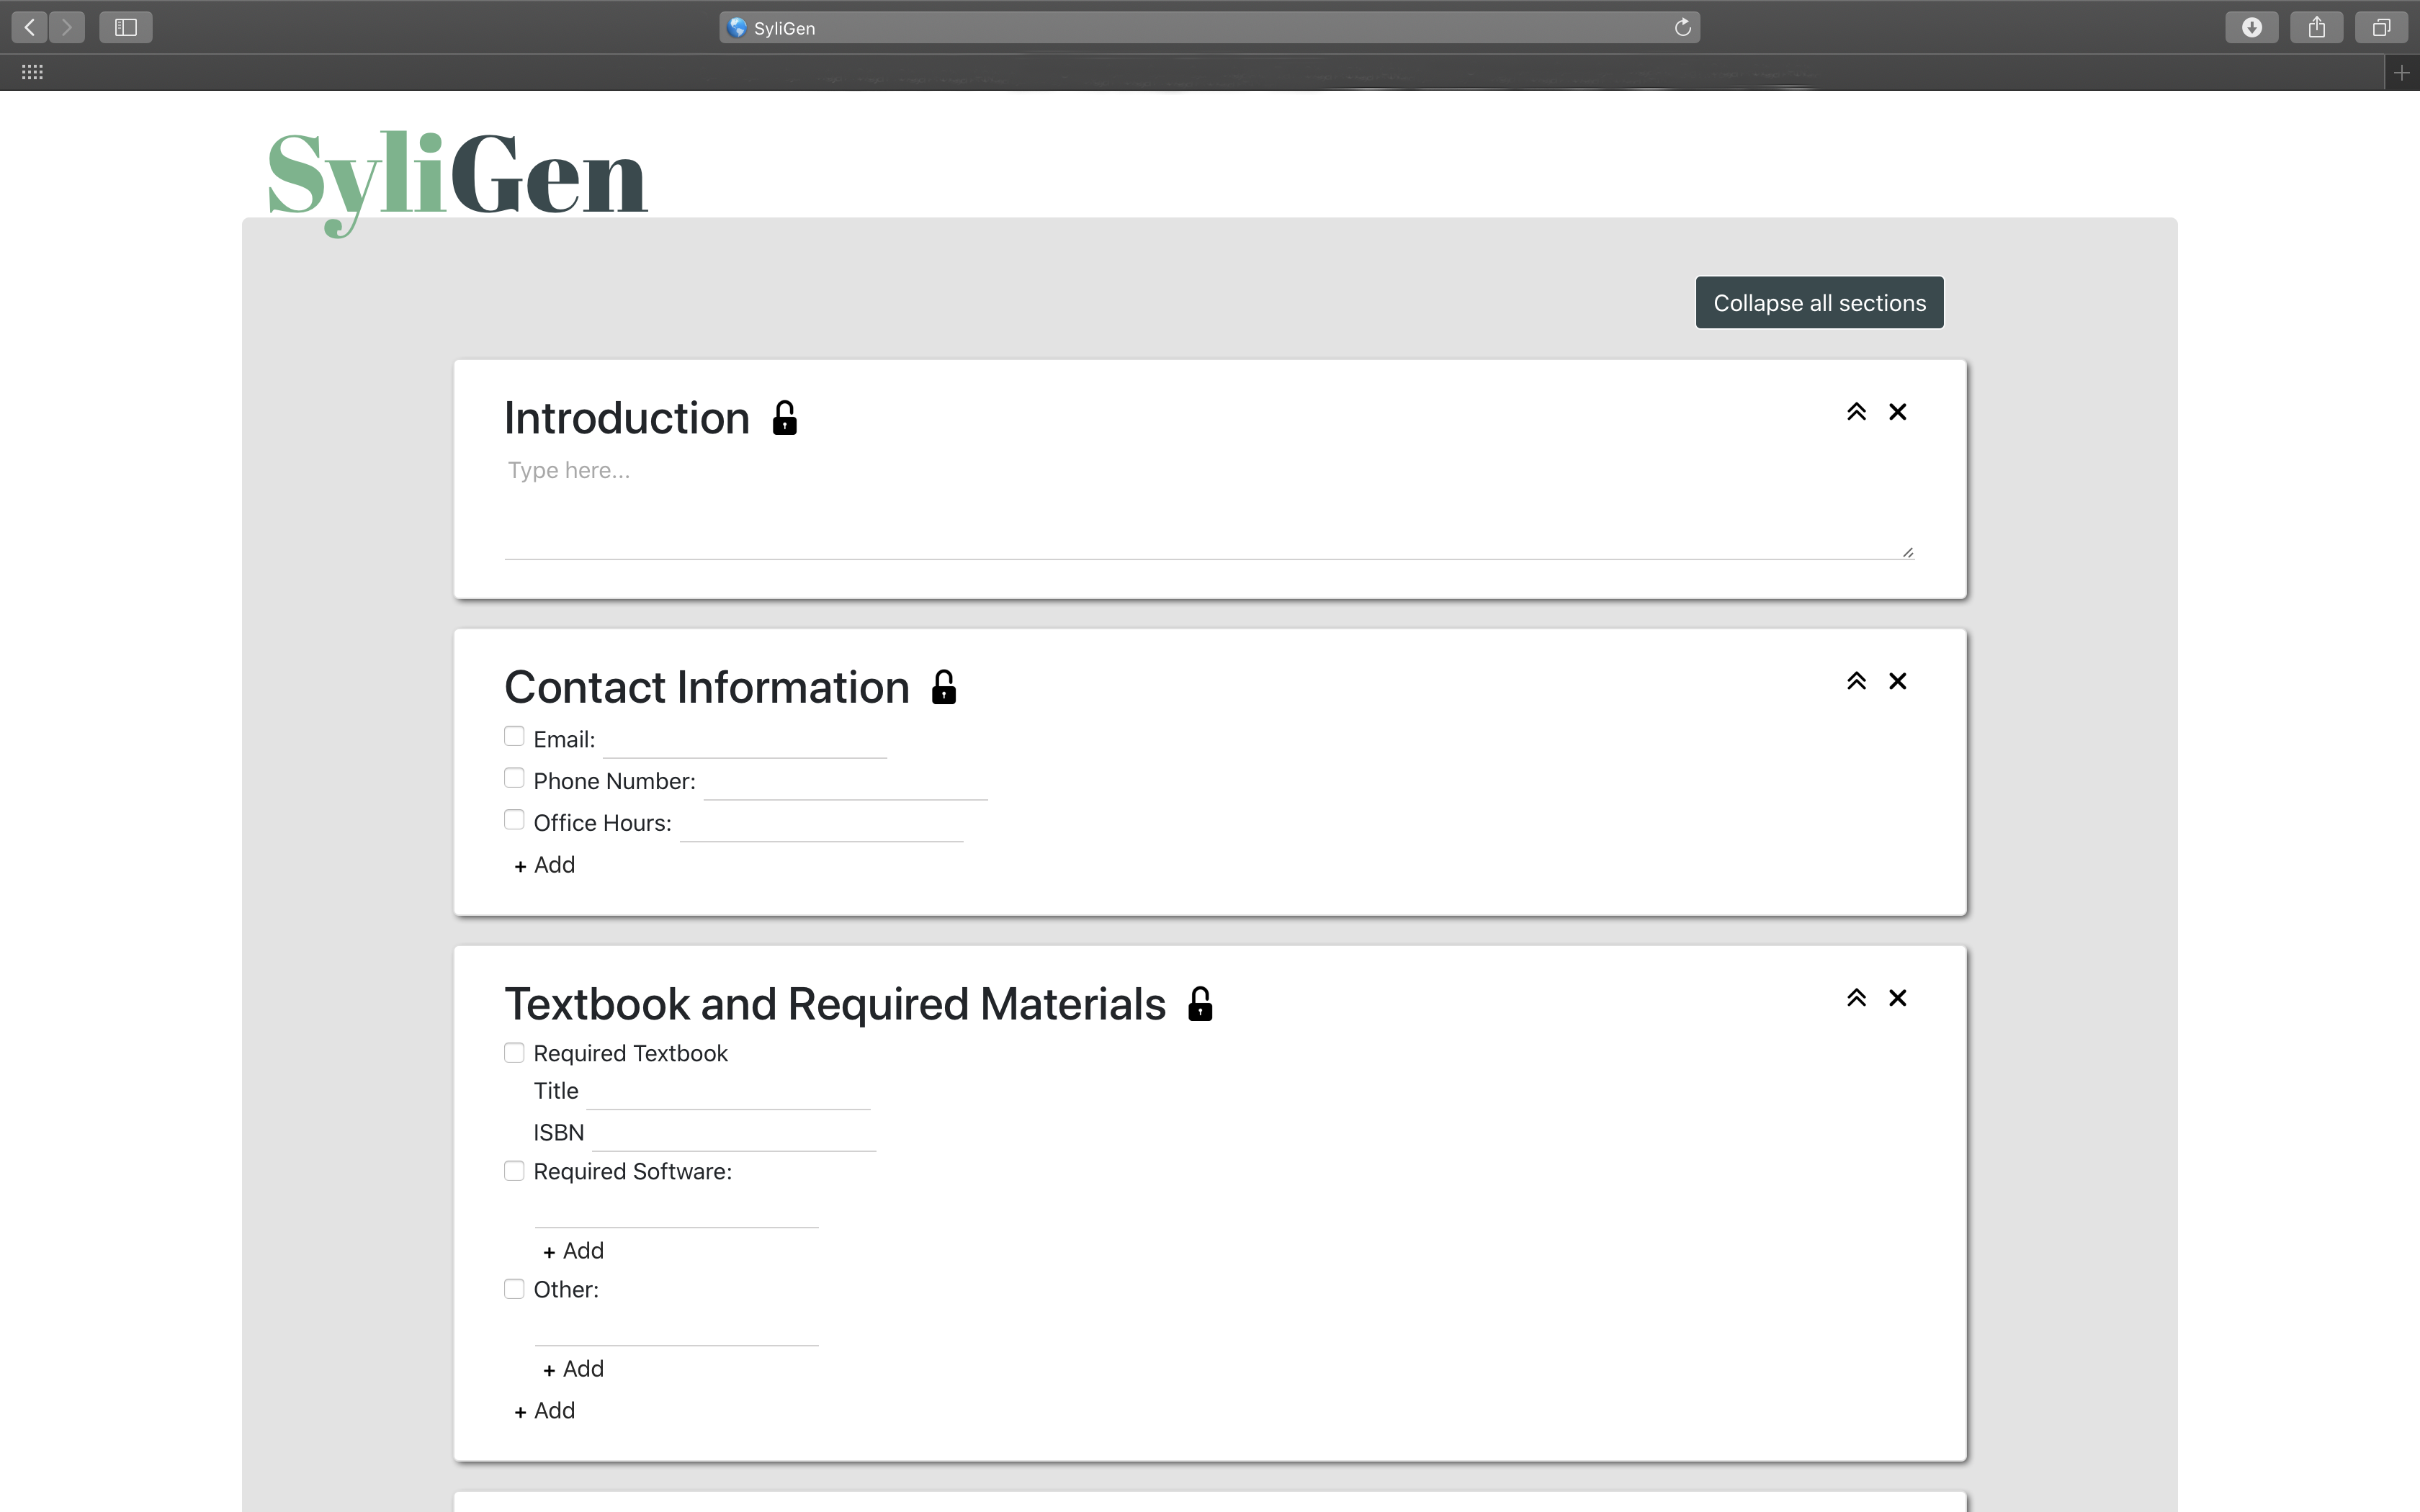 SyliGen
SyliGen
Collapse all sections
Introduction
Type here...
Contact Information
Email:
Phone Number:
Office Hours:
+ Add
Textbook and Required Materials
Required Textbook
Title
ISBN
Required Software:
+ Add
Other:
+ Add
+ Add